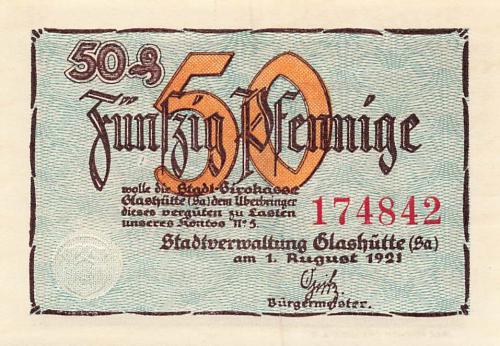 50 ₰
50
Fünfzig Pfennige
wolle die Stadt-Girokasse
Glashütte (Sa) dem Überbringer
dieses vergüten zu Lasten
unseres Kontos No 5.
174842
Stadtverwaltung Glashütte (Sa)
am 1. August 1921
Bürgermeister.